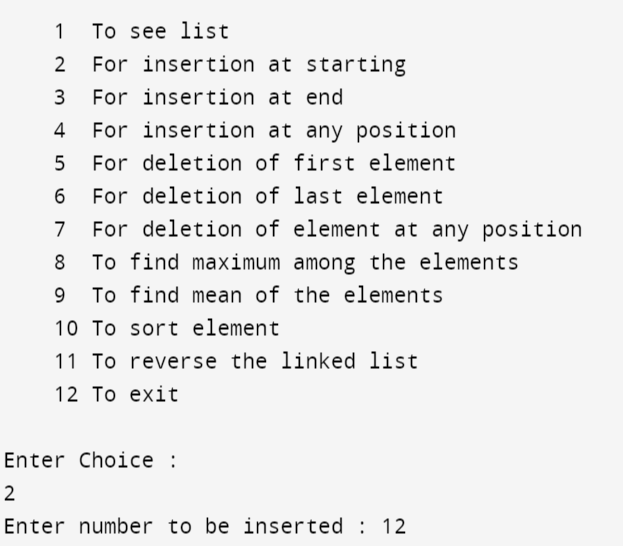 1 To see list
2 For insertion at starting
3 For insertion at end
4 For insertion at any position
5 For deletion of first element
6 For deletion of last element
7 For deletion of element at any position
8 To find maximum among the elements
9 To find mean of the elements
10 To sort element
11 To reverse the linked list
12 To exit
Enter Choice :
2
Enter number to be inserted : 12